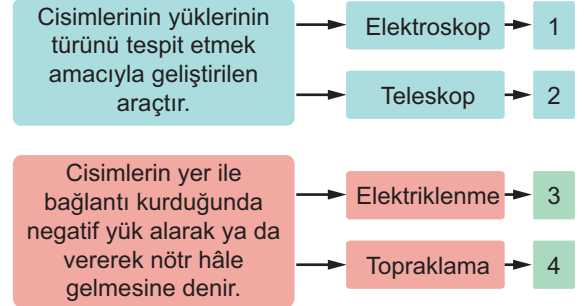 Cisimlerinin yüklerinin
türünü tespit etmek
amacıyla geliştirilen
araçtır.
Elektroskop
1
Teleskop
2
Cisimlerin yer ile
bağlantı kurduğunda
negatif yük alarak ya da
vererek nötr hâle
gelmesine denir.
Elektriklenme
3
Topraklama
4